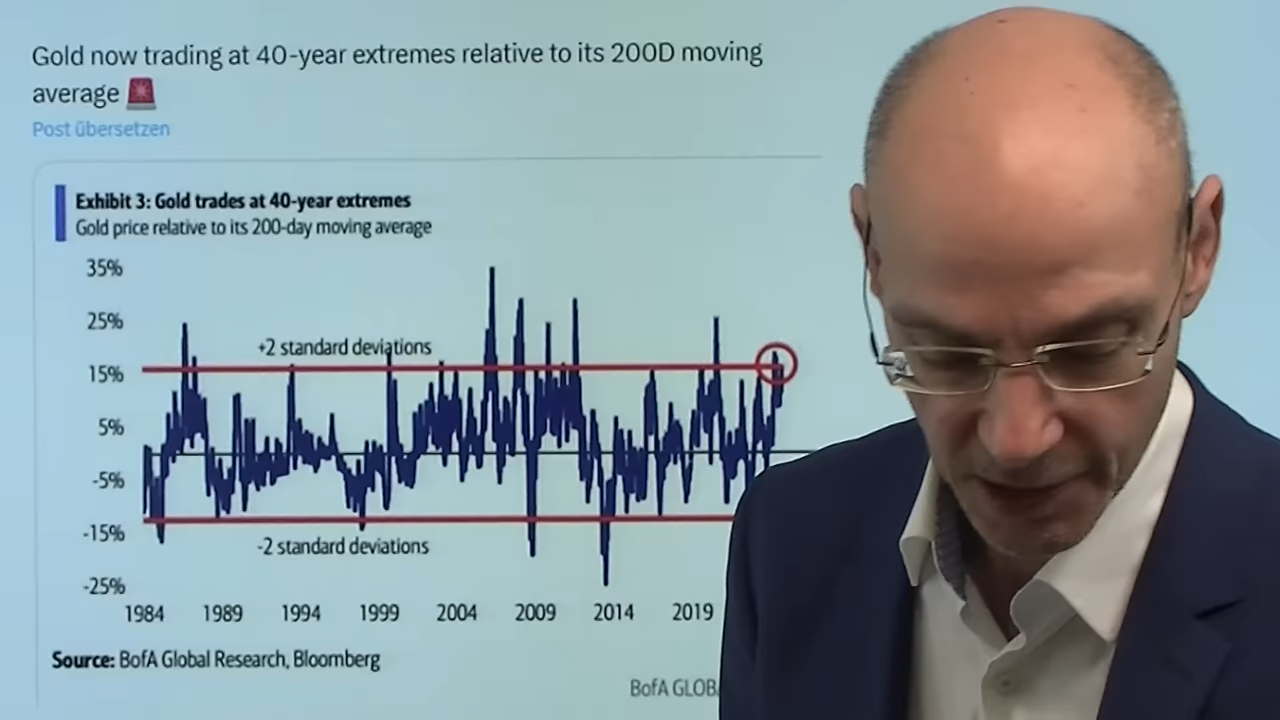 Gold now trading at 40-year extremes relative to its 200D moving
average
Post übersetzen
Exhibit 3: Gold trades at 40-year extremes
Gold price relative to its 200-day moving average
35%
25%
+2 standard deviations
15%
5%
-5%
-15%
-2 standard deviations
-25%
1984 1989 1994 1999 2004 2009 2014 2019
Source: BofA Global Research, Bloomberg
BofA GLOB